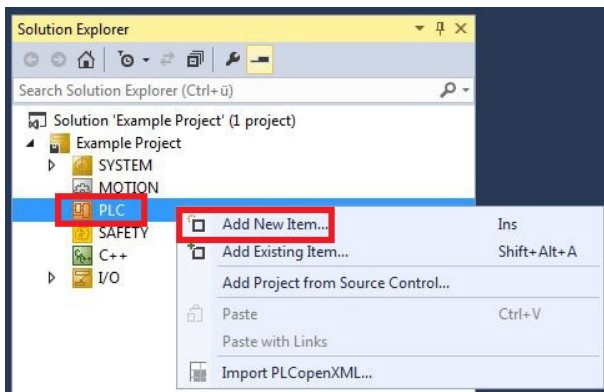 Solution Explorer
Search Solution Explorer (Ctrl+ü)
Solution 'Example Project' (1 project)
Example Project
SYSTEM
MOTION
PLC
SAFETY
C++
I/O
Add New Item... Ins
Add Existing Item... Shift+Alt+A
Add Project from Source Control...
Paste Ctrl+V
Paste with Links
Import PLCopenXML...